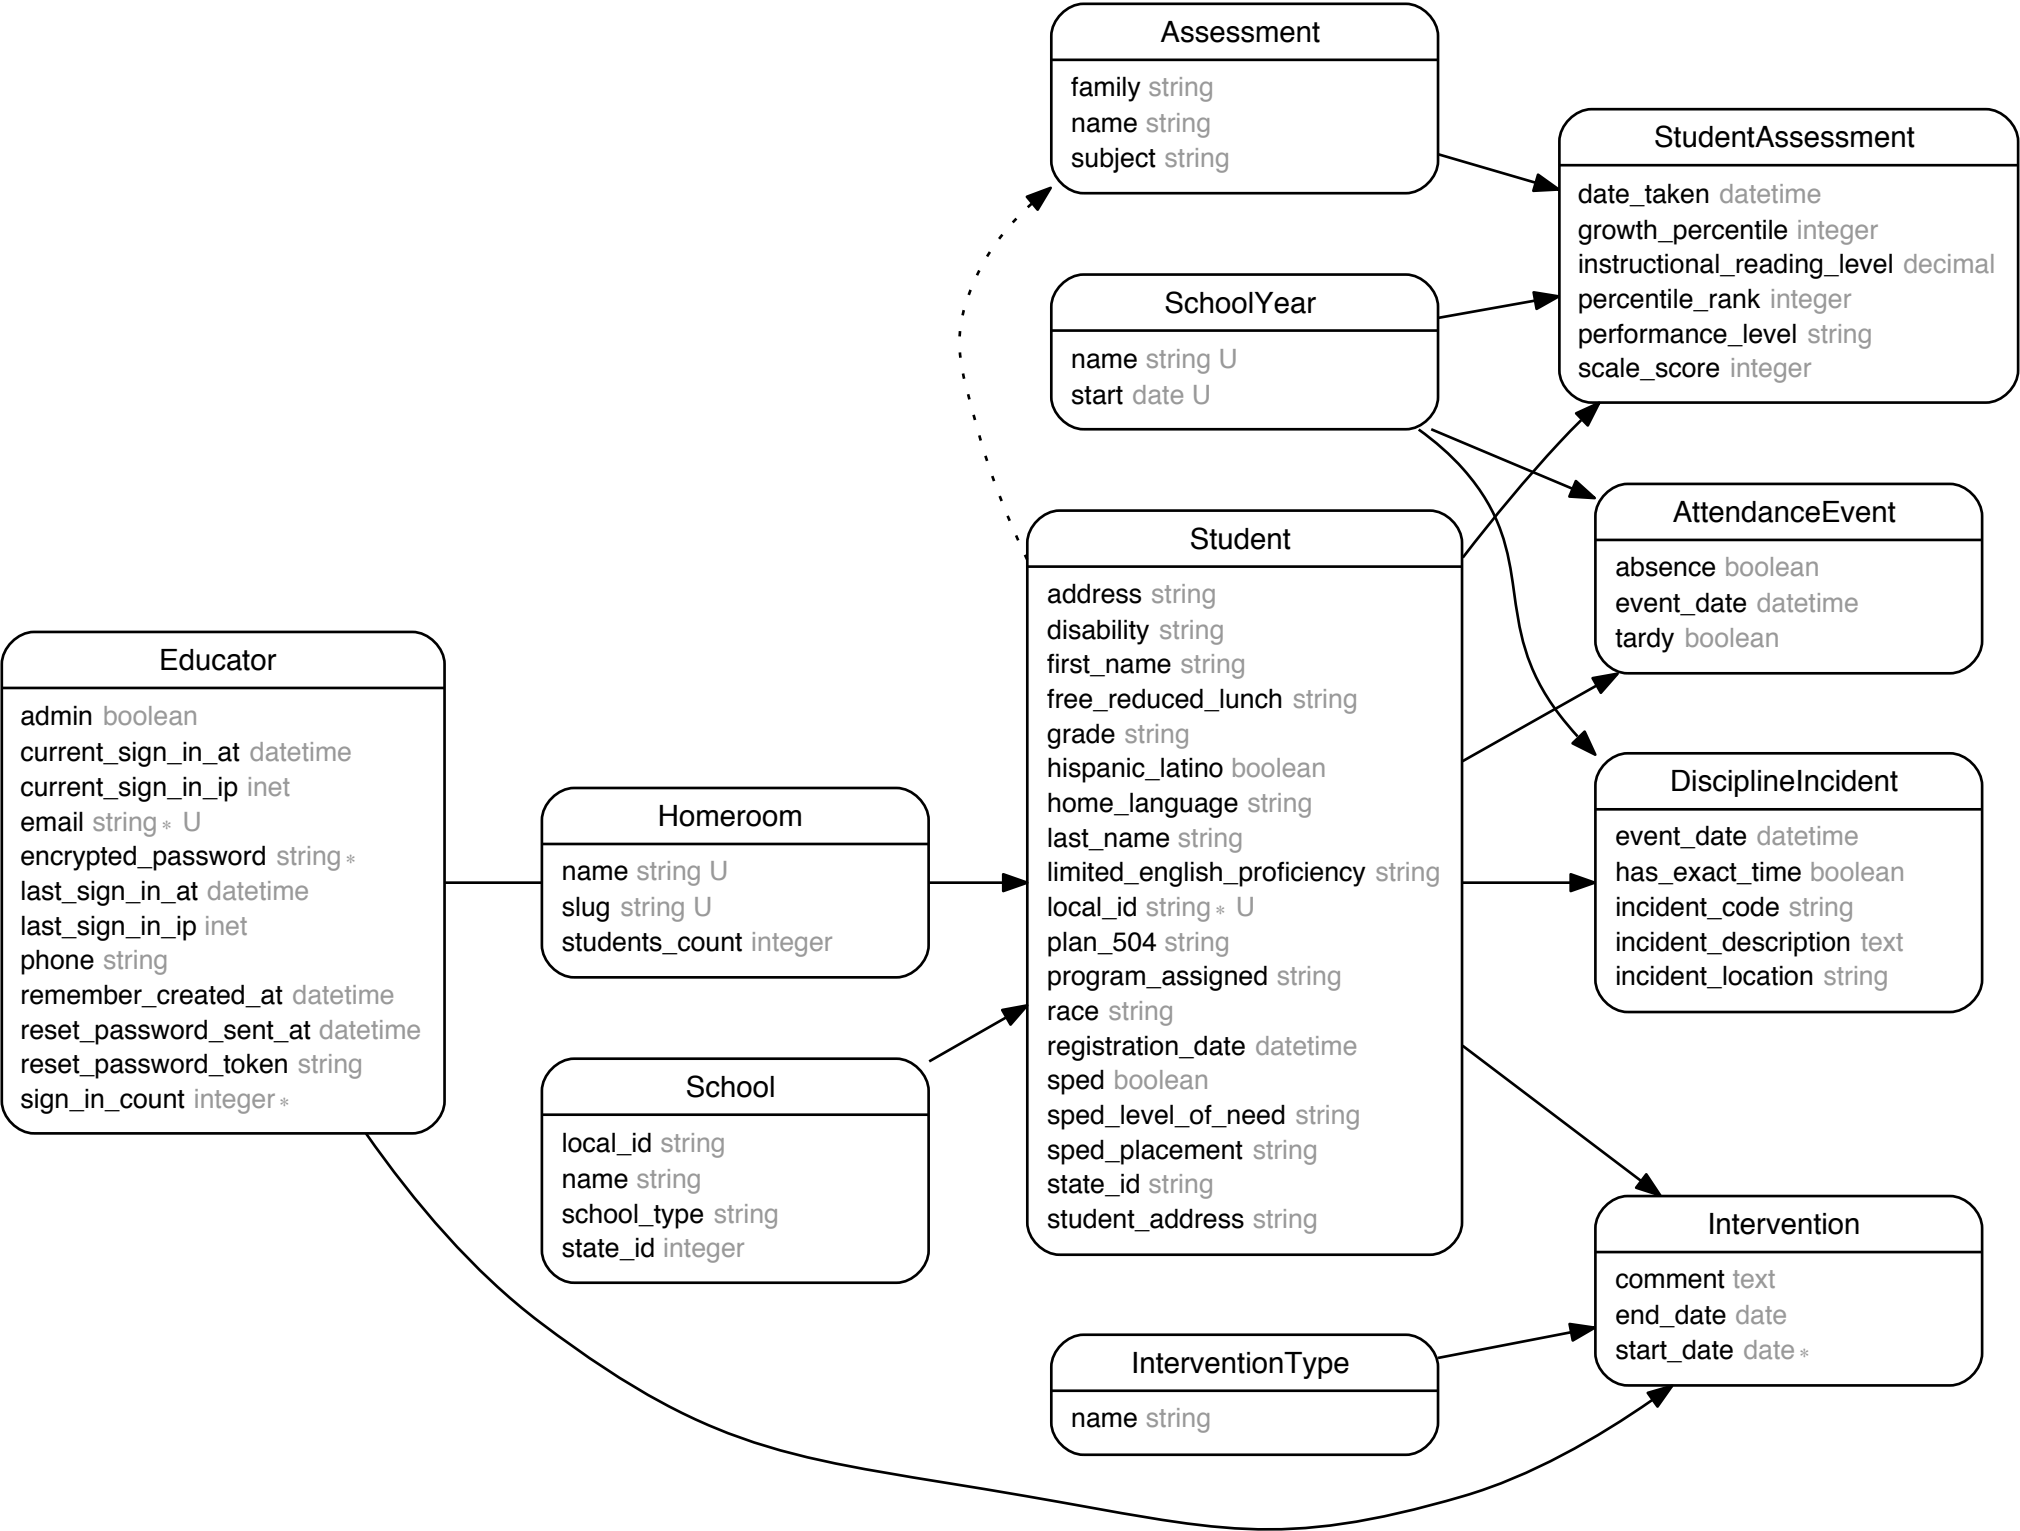 Assessment
family string
name string
subject string
StudentAssessment
date_taken datetime
growth_percentile integer
instructional_reading_level decimal
percentile_rank integer
performance_level string
scale_score integer
SchoolYear
name string U
start date U
AttendanceEvent
absence boolean
event_date datetime
tardy boolean
Student
address string
disability string
first_name string
free_reduced_lunch string
grade string
hispanic_latino boolean
home_language string
last_name string
limited_english_proficiency string
local_id string* U
plan_504 string
program_assigned string
race string
registration_date datetime
sped boolean
sped_level_of_need string
sped_placement string
state_id string
student_address string
Educator
admin boolean
current_sign_in_at datetime
current_sign_in_ip inet
email string* U
encrypted_password string*
last_sign_in_at datetime
last_sign_in_ip inet
phone string
remember_created_at datetime
reset_password_sent_at datetime
reset_password_token string
sign_in_count integer*
Homeroom
name string U
slug string U
students_count integer
DisciplineIncident
event_date datetime
has_exact_time boolean
incident_code string
incident_description text
incident_location string
School
local_id string
name string
school_type string
state_id integer
Intervention
comment text
end_date date
start_date date*
InterventionType
name string